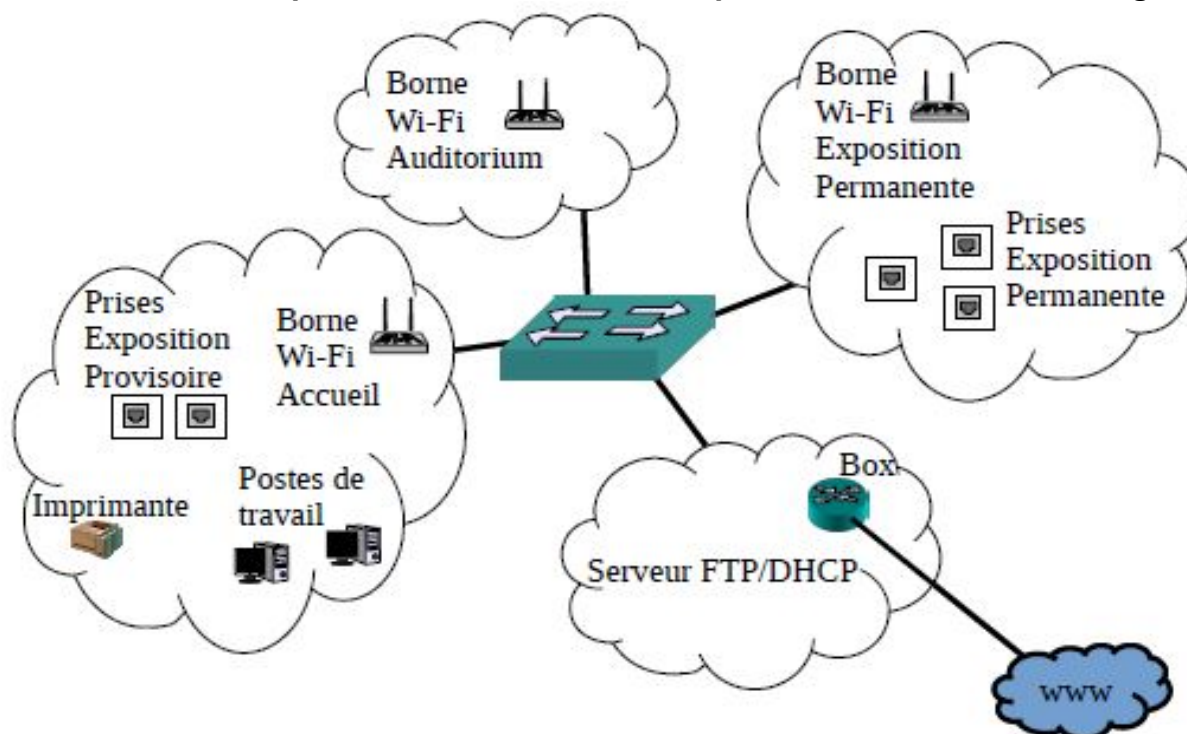 Borne
Wi-Fi
Auditorium
Borne
Wi-Fi
Exposition
Permanente
Prises
Exposition
Permanente
Prises
Exposition
Provisoire
Borne
Wi-Fi
Accueil
Imprimante
Postes de
travail
Box
Serveur FTP/DHCP
www